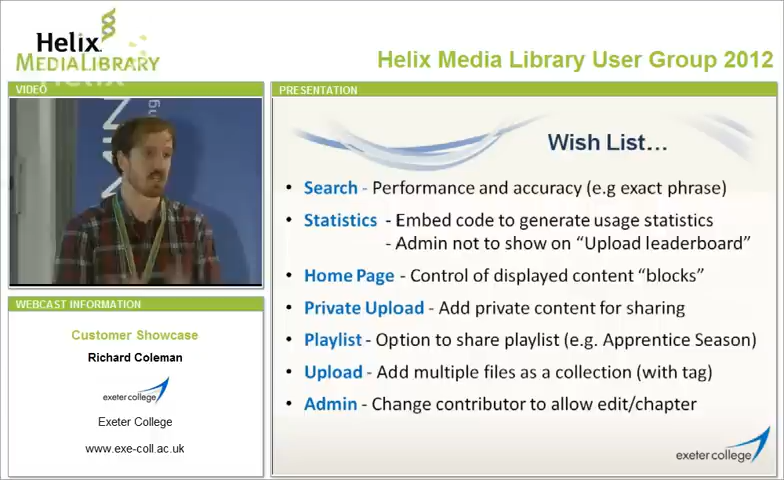 Helix
MEDIALIBRARY
Helix Media Library User Group 2012
VIDEO
PRESENTATION
Wish List...
• Search - Performance and accuracy (e.g exact phrase)
• Statistics - Embed code to generate usage statistics
- Admin not to show on “Upload leaderboard”
• Home Page - Control of displayed content “blocks”
• Private Upload - Add private content for sharing
• Playlist - Option to share playlist (e.g. Apprentice Season)
• Upload - Add multiple files as a collection (with tag)
• Admin - Change contributor to allow edit/chapter
exeter college
WEBCAST INFORMATION
Customer Showcase
Richard Coleman
exeter college
Exeter College
www.exe-coll.ac.uk